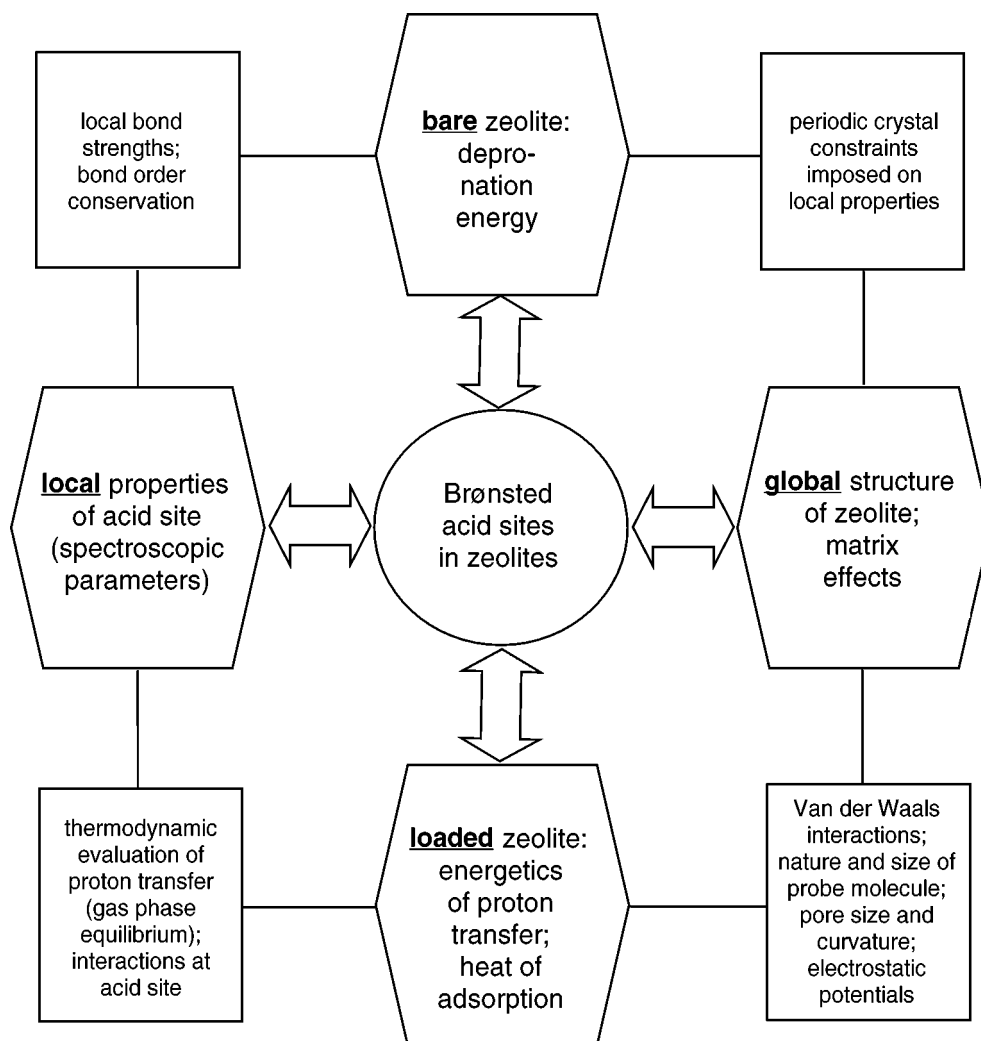 local bond
strengths;
bond order
conservation
bare zeolite:
depro-
nation
energy
periodic crystal
constraints
imposed on
local properties
local properties
of acid site
(spectroscopic
parameters)
Brønsted
acid sites
in zeolites
global structure
of zeolite;
matrix
effects
thermodynamic
evaluation of
proton transfer
(gas phase
equilibrium);
interactions at
acid site
loaded zeolite:
energetics
of proton
transfer;
heat of
adsorption
Van der Waals
interactions;
nature and size of
probe molecule;
pore size and
curvature;
electrostatic
potentials